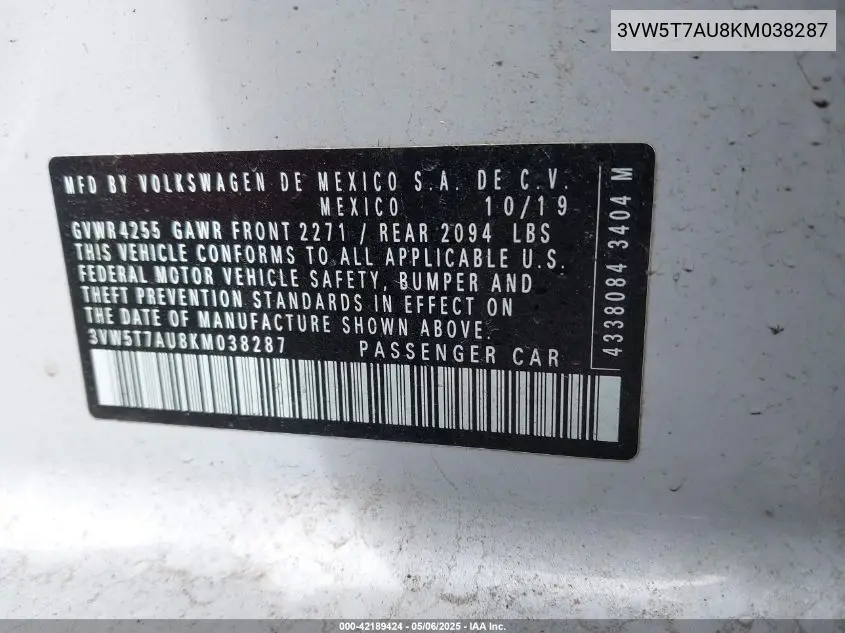 3VW5T7AU8KM038287
MFD BY VOLKSWAGEN DE MEXICO S.A. DE C.V.
MEXICO 10/19
GVWR4255 GAWR FRONT 2271 / REAR 2094 LBS
THIS VEHICLE CONFORMS TO ALL APPLICABLE U.S.
FEDERAL MOTOR VEHICLE SAFETY, BUMPER AND
THEFT PREVENTION STANDARDS IN EFFECT ON
THE DATE OF MANUFACTURE SHOWN ABOVE.
3VW5T7AU8KM038287 PASSENGER CAR
4338084 3404 M
000-42189424 - 05/06/2025 - IAA Inc.